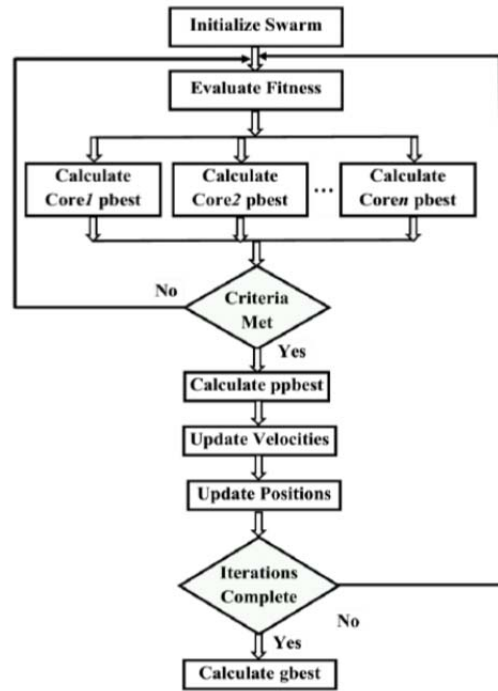 Initialize Swarm
Evaluate Fitness
Calculate
Core1 pbest
Calculate
Core2 pbest
...
Calculate
Coren pbest
No
Criteria
Met
Yes
Calculate ppbest
Update Velocities
Update Positions
Iterations
Complete
No
Yes
Calculate gbest